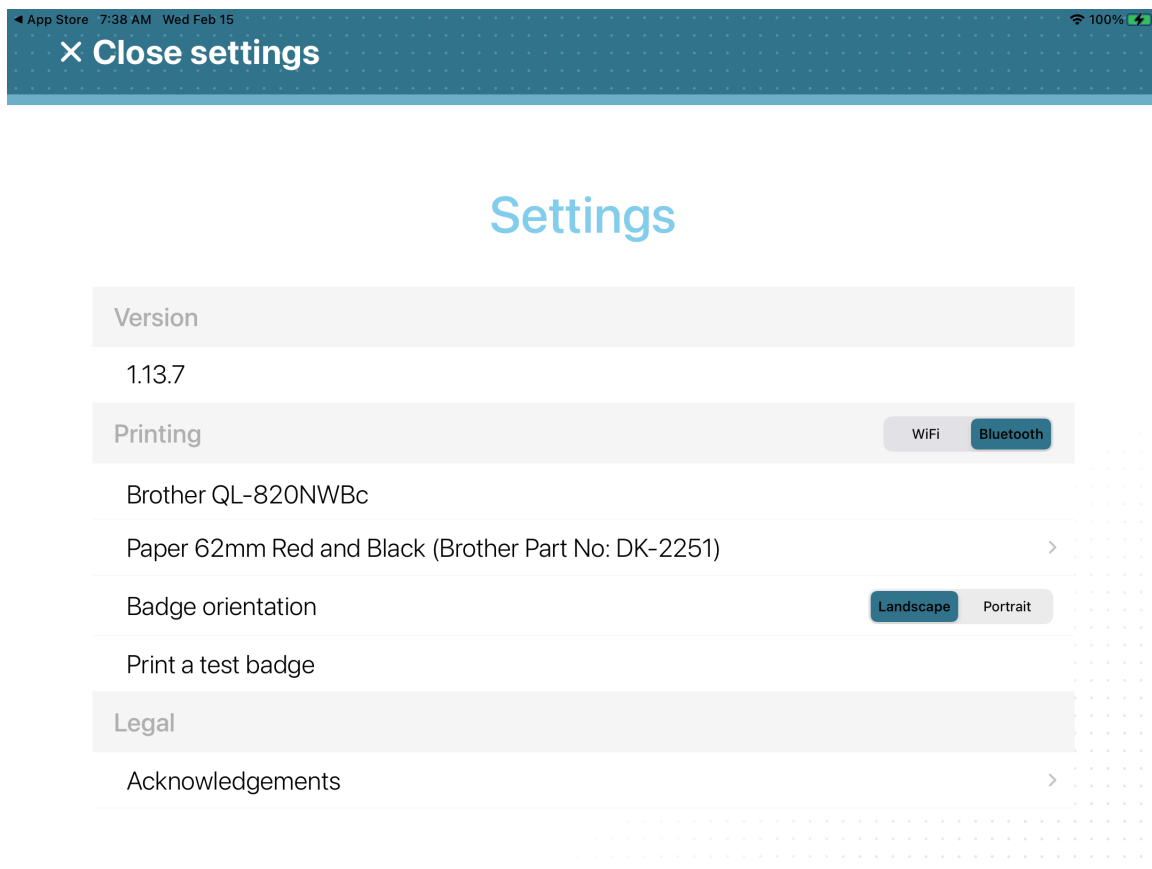 ◀ App Store 7:38 AM Wed Feb 15 100%
✕ Close settings
Settings
Version
1.13.7
Printing WiFi Bluetooth
Brother QL-820NWBc
Paper 62mm Red and Black (Brother Part No: DK-2251)
Badge orientation Landscape Portrait
Print a test badge
Legal
Acknowledgements